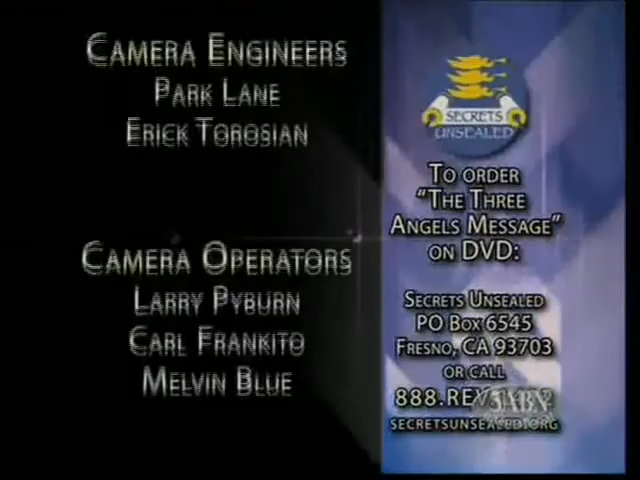 CAMERA ENGINEERS
PARK LANE
ERICK TOROSIAN
CAMERA OPERATORS
LARRY PYBURN
CARL FRANKITO
MELVIN BLUE
SECRETS
UNSEALED
TO ORDER
“THE THREE
ANGELS MESSAGE”
ON DVD:
SECRETS UNSEALED
PO BOX 6545
FRESNO, CA 93703
OR CALL
888.REV
3ABN
SECRETSUNSEALED.ORG